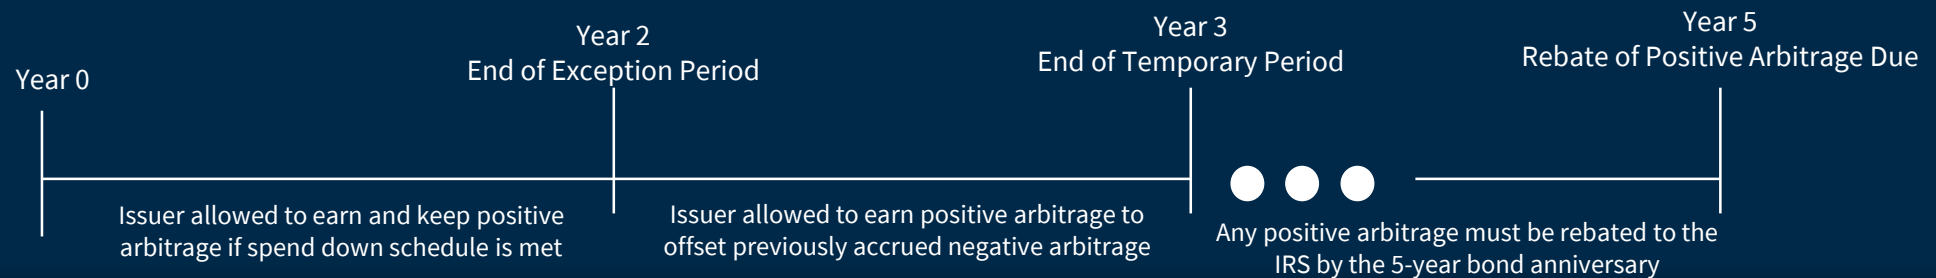 Year 0
Year 2
End of Exception Period
Year 3
End of Temporary Period
Year 5
Rebate of Positive Arbitrage Due
Issuer allowed to earn and keep positive
arbitrage if spend down schedule is met
Issuer allowed to earn positive arbitrage to
offset previously accrued negative arbitrage
Any positive arbitrage must be rebated to the
IRS by the 5-year bond anniversary